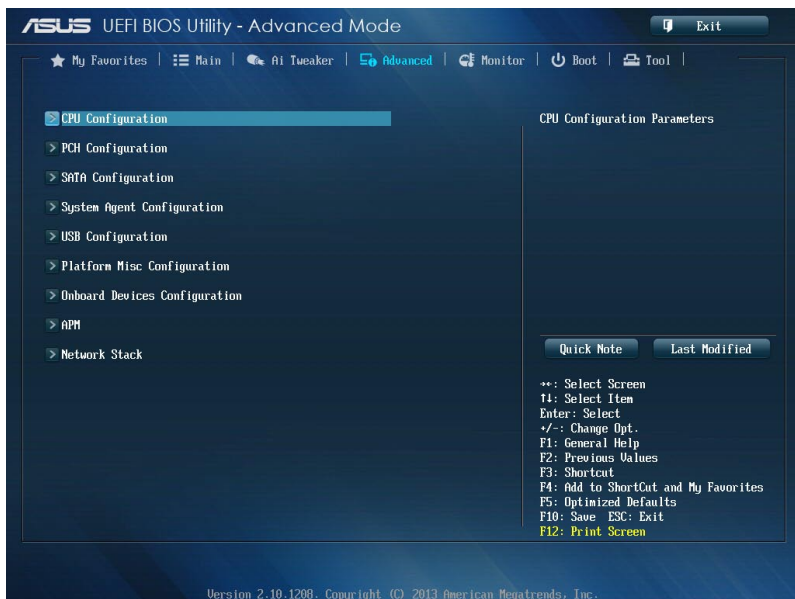 ASUS UEFI BIOS Utility - Advanced Mode
Exit
My Favorites | Main | Ai Tweaker | Advanced | Monitor | Boot | Tool |
> CPU Configuration
> PCH Configuration
> SATA Configuration
> System Agent Configuration
> USB Configuration
> Platform Misc Configuration
> Onboard Devices Configuration
> APM
> Network Stack
CPU Configuration Parameters
Quick Note
Last Modified
→←: Select Screen
↑↓: Select Item
Enter: Select
+/-: Change Opt.
F1: General Help
F2: Previous Values
F3: Shortcut
F4: Add to ShortCut and My Favorites
F5: Optimized Defaults
F10: Save ESC: Exit
F12: Print Screen
Version 2.10.1208. Copyright (C) 2013 American Megatrends, Inc.